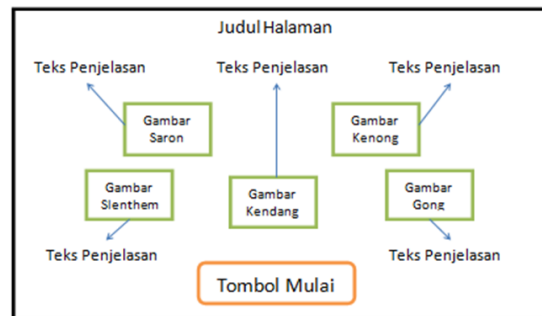 Judul Halaman
Teks Penjelasan
Teks Penjelasan
Teks Penjelasan
Gambar
Saron
Gambar
Kenong
Gambar
Slenthem
Gambar
Kendang
Gambar
Gong
Teks Penjelasan
Teks Penjelasan
Tombol Mulai